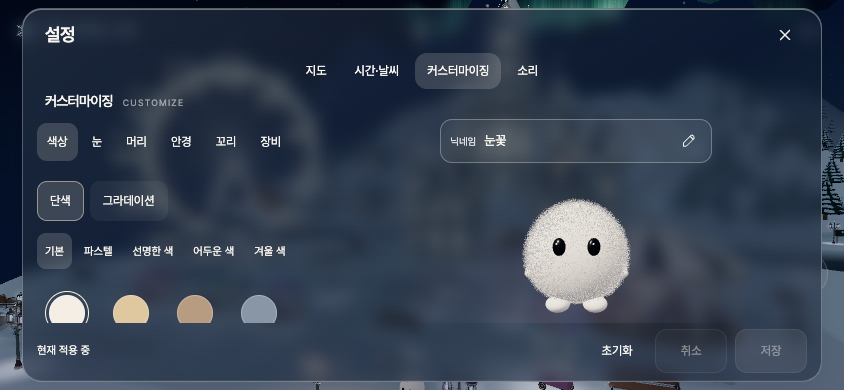 설정
지도 시간·날씨 커스터마이징 소리
커스터마이징 CUSTOMIZE
색상 눈 머리 안경 꼬리 장비
닉네임 눈꽃
단색 그라데이션
기본 파스텔 선명한 색 어두운 색 겨울 색
현재 적용 중 초기화 취소 저장